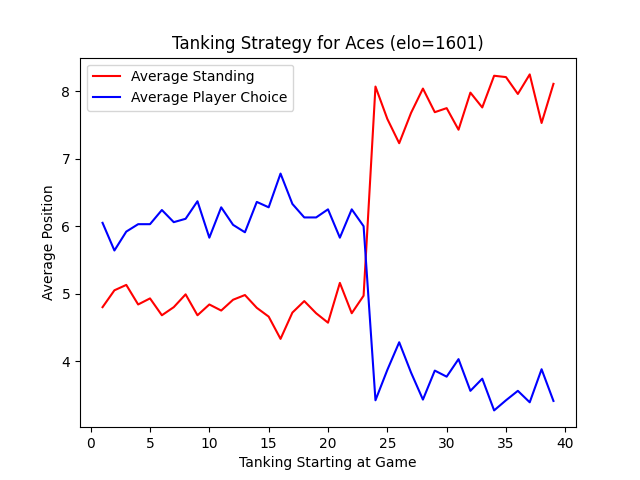 Tanking Strategy for Aces (elo=1601)
Average Standing
Average Player Choice
8
7
6
5
4
Average Position
0 5 10 15 20 25 30 35 40
Tanking Starting at Game